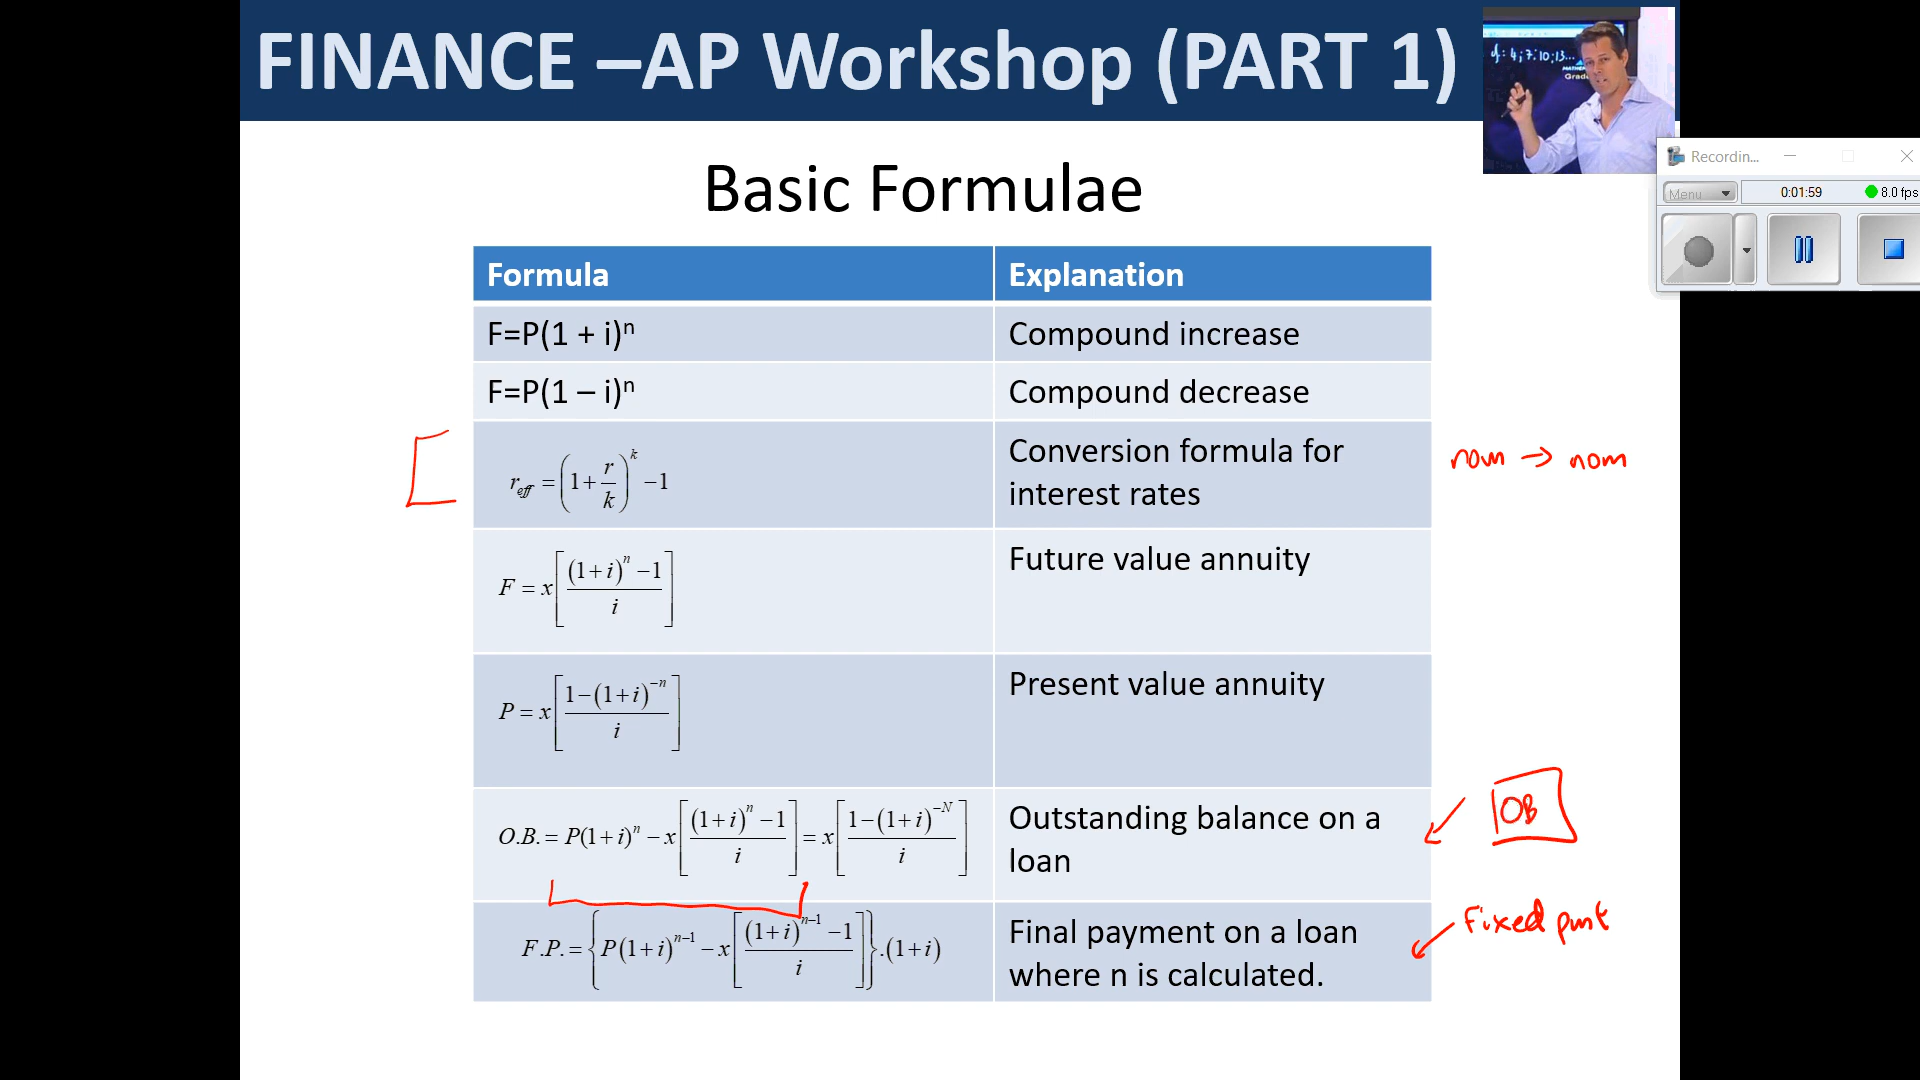 FINANCE –AP Workshop (PART 1)
Basic Formulae
Recordin...
Menu
0:01:59
8.0 fps
Formula Explanation
F=P(1 + i)ⁿ Compound increase
F=P(1 – i)ⁿ Compound decrease
r_eff = (1 + r/k)^k − 1 Conversion formula for
interest rates
nom → nom
F = x[((1+i)^n − 1)/i] Future value annuity
P = x[(1−(1+i)^−n)/i] Present value annuity
O.B. = P(1+i)^n − x[((1+i)^n − 1)/i] = x[(1−(1+i)^−N)/i] Outstanding balance on a
loan
OB
F.P. = {P(1+i)^(n−1) − x[((1+i)^(n−1) − 1)/i]}.(1+i) Final payment on a loan
where n is calculated.
Fixed pmt